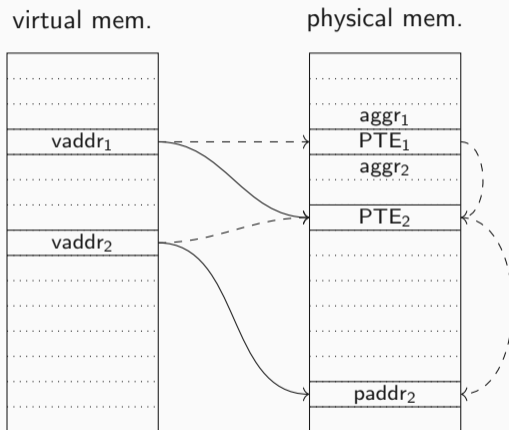 virtual mem.
physical mem.
aggr₁
vaddr₁
PTE₁
aggr₂
PTE₂
vaddr₂
paddr₂